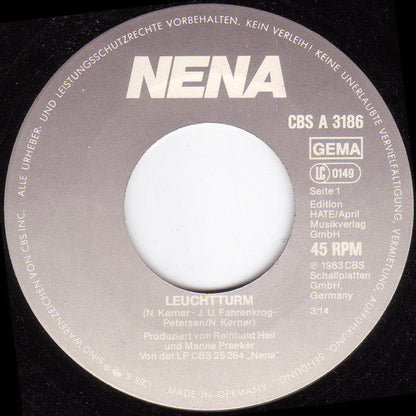 ALLE URHEBER- UND LEISTUNGSSCHUTZRECHTE VORBEHALTEN. KEIN VERLEIH! KEINE UNERLAUBTE VERVIELFÄLTIGUNG, VERMIETUNG, AUFFÜHRUNG, SENDUNG.
NENA
CBS A 3186
GEMA
LC 0149
Seite 1
Edition
HATE/April
Musikverlag
GmbH
45 RPM
℗ 1983 CBS
Schallplatten
GmbH,
Germany
3:14
LEUCHTTURM
(N. Kerner - J. U. Fahrenkrog-
Petersen/N. Kerner)
Produziert von Reinhold Heil
und Manne Praeker
Von der LP CBS 25 264 „Nena"
CBS & SIND WARENZEICHEN VON CBS INC.
MADE IN GERMANY